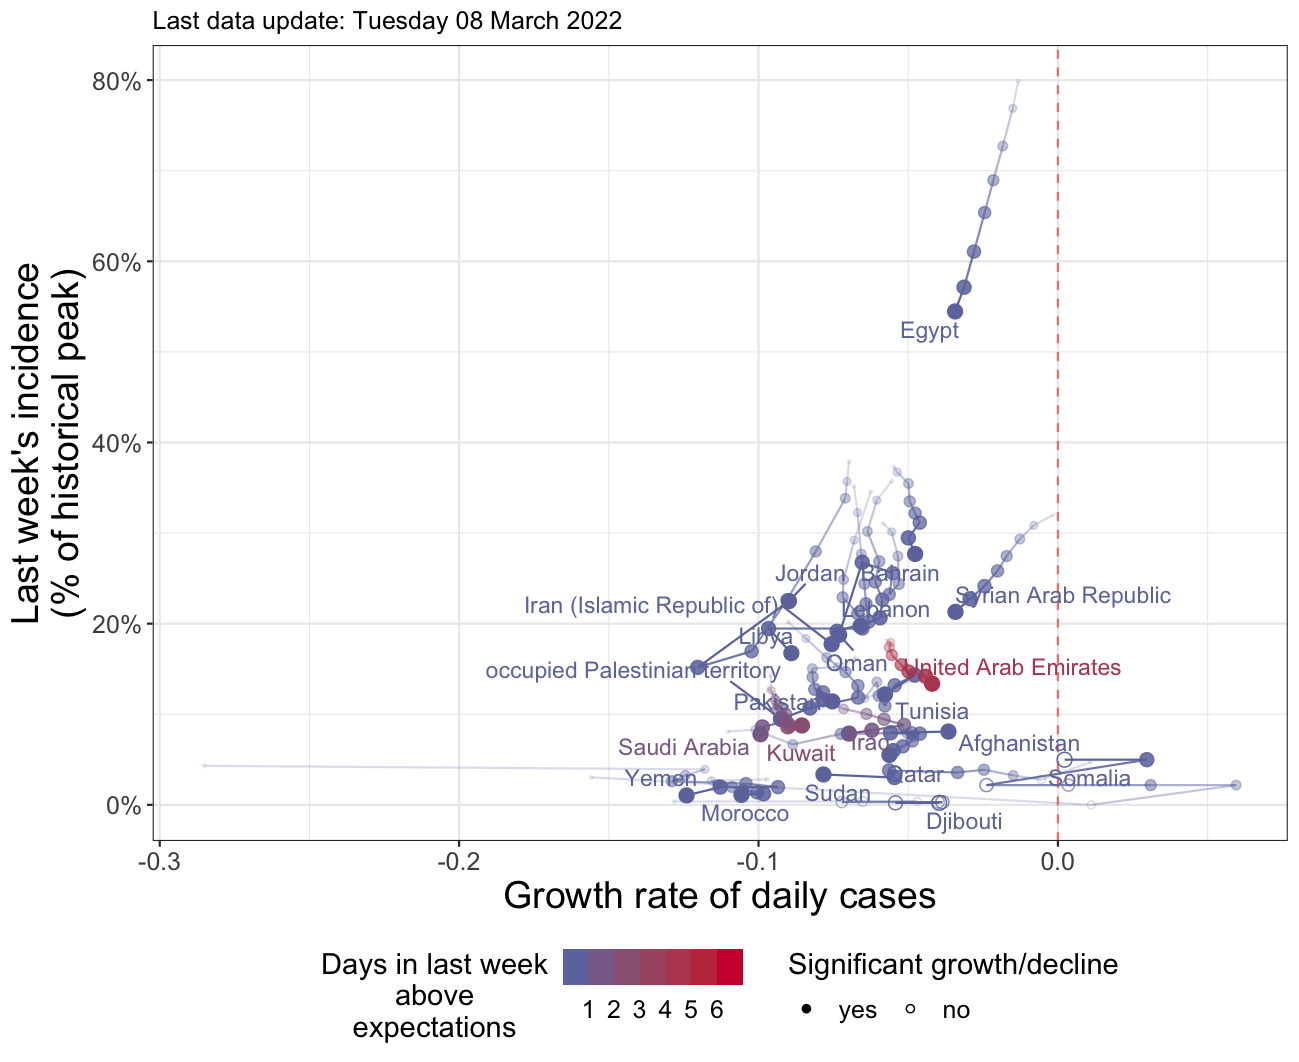 Last data update: Tuesday 08 March 2022
Last week's incidence
(% of historical peak)
80%
60%
40%
20%
0%
Egypt
Jordan
Bahrain
Iran (Islamic Republic of)
Lebanon
Syrian Arab Republic
Libya
occupied Palestinian territory
Oman
United Arab Emirates
Pakistan
Tunisia
Saudi Arabia
Kuwait
Iraq
Afghanistan
Yemen
Qatar
Somalia
Sudan
Morocco
Djibouti
-0.3
-0.2
-0.1
0.0
Growth rate of daily cases
Days in last week
above
expectations
1 2 3 4 5 6
Significant growth/decline
yes
no